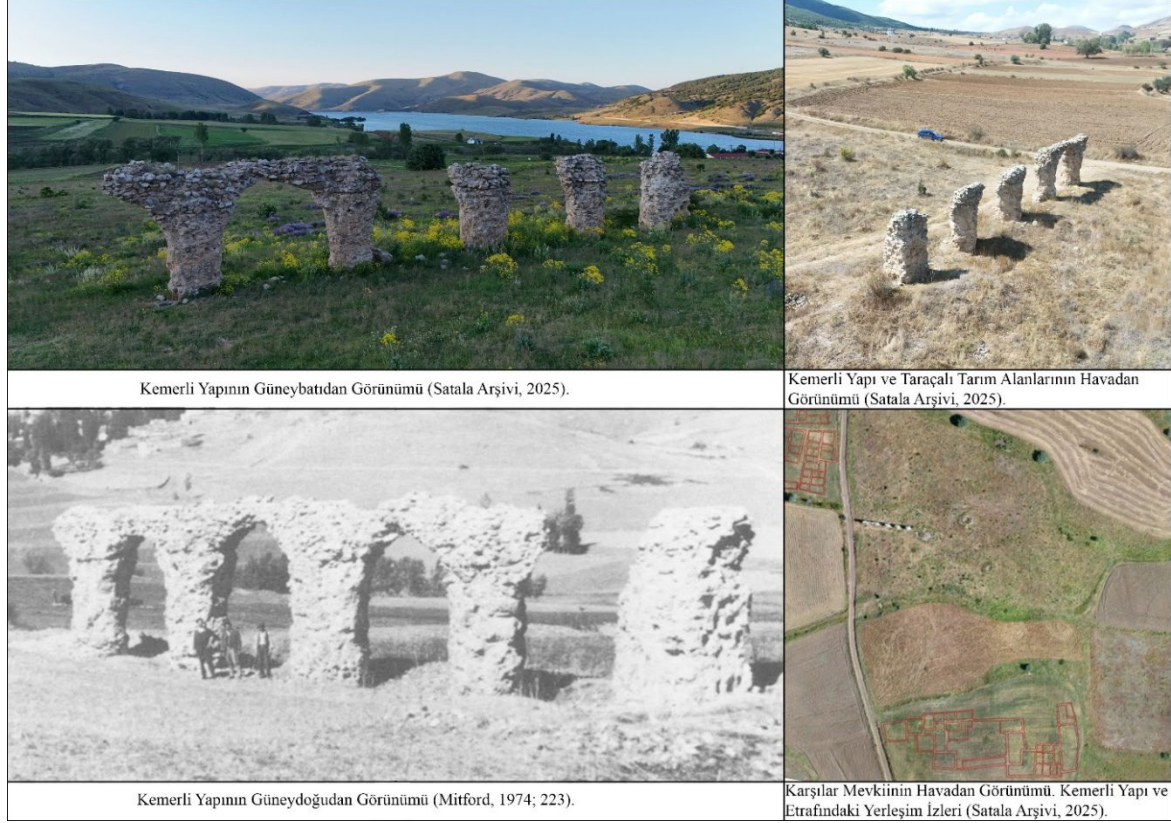 Kemerli Yapının Güneybatıdan Görünümü (Satala Arşivi, 2025).
Kemerli Yapı ve Taraçalı Tarım Alanlarının Havadan
Görünümü (Satala Arşivi, 2025).
Kemerli Yapının Güneydoğudan Görünümü (Mitford, 1974; 223).
Karşılar Mevkiinin Havadan Görünümü. Kemerli Yapı ve
Etrafındaki Yerleşim İzleri (Satala Arşivi, 2025).